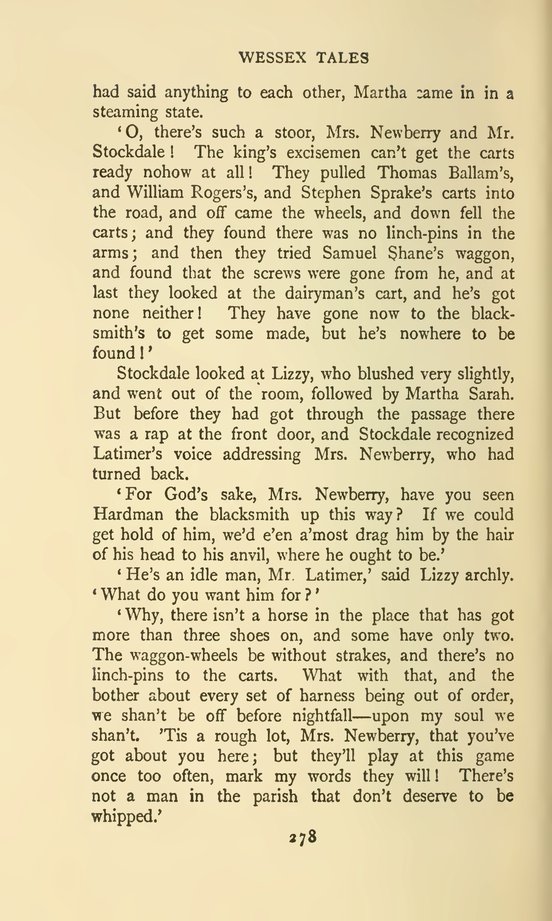 WESSEX TALES
had said anything to each other, Martha came in in a
steaming state.
‘O, there’s such a stoor, Mrs. Newberry and Mr.
Stockdale ! The king’s excisemen can’t get the carts
ready nohow at all ! They pulled Thomas Ballam’s,
and William Rogers’s, and Stephen Sprake’s carts into
the road, and off came the wheels, and down fell the
carts ; and they found there was no linch-pins in the
arms ; and then they tried Samuel Shane’s waggon,
and found that the screws were gone from he, and at
last they looked at the dairyman’s cart, and he’s got
none neither ! They have gone now to the black-
smith’s to get some made, but he’s nowhere to be
found !’
Stockdale looked at Lizzy, who blushed very slightly,
and went out of the room, followed by Martha Sarah.
But before they had got through the passage there
was a rap at the front door, and Stockdale recognized
Latimer’s voice addressing Mrs. Newberry, who had
turned back.
‘For God’s sake, Mrs. Newberry, have you seen
Hardman the blacksmith up this way ? If we could
get hold of him, we’d e’en a’most drag him by the hair
of his head to his anvil, where he ought to be.’
‘He’s an idle man, Mr. Latimer,’ said Lizzy archly.
‘What do you want him for ?’
‘Why, there isn’t a horse in the place that has got
more than three shoes on, and some have only two.
The waggon-wheels be without strakes, and there’s no
linch-pins to the carts. What with that, and the
bother about every set of harness being out of order,
we shan’t be off before nightfall—upon my soul we
shan’t. ’Tis a rough lot, Mrs. Newberry, that you’ve
got about you here ; but they’ll play at this game
once too often, mark my words they will ! There’s
not a man in the parish that don’t deserve to be
whipped.’
278